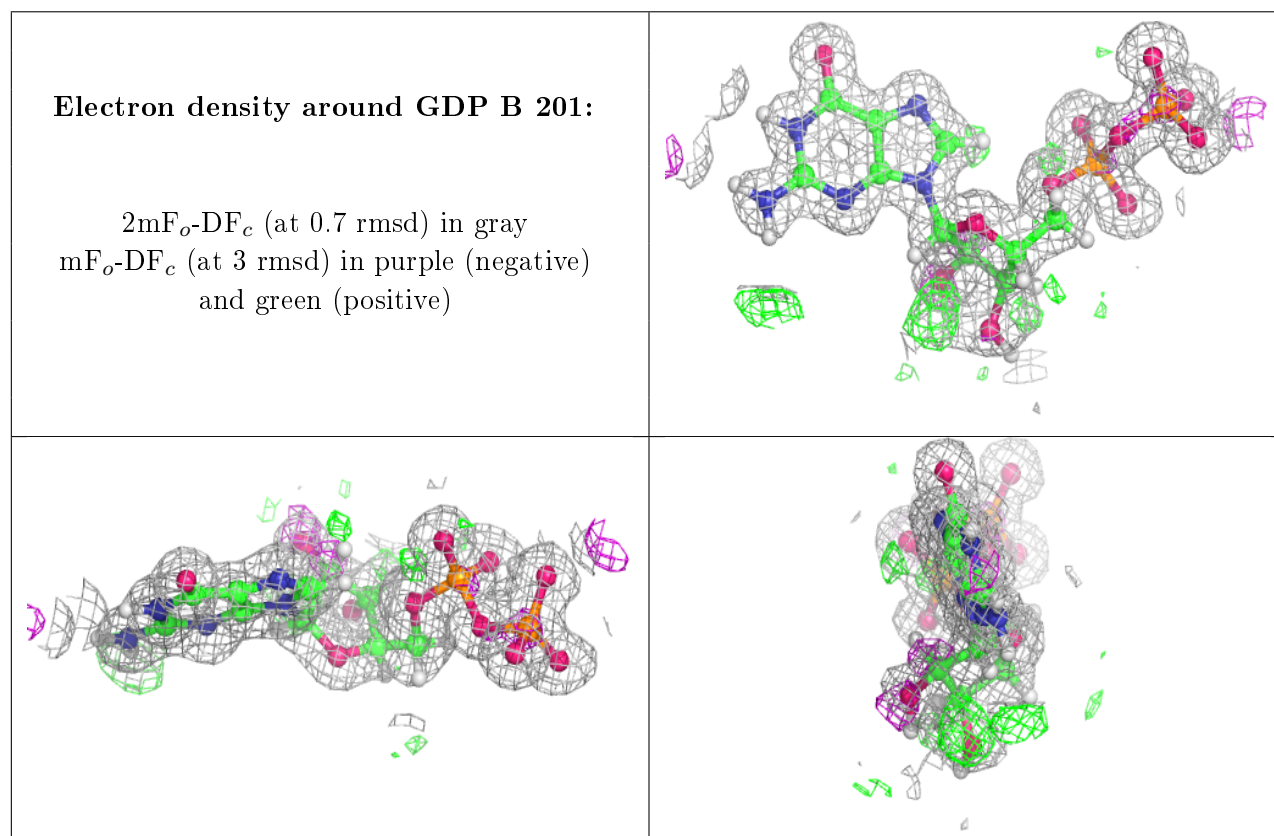 Electron density around GDP B 201:
2mFo-DFc (at 0.7 rmsd) in gray
mFo-DFc (at 3 rmsd) in purple (negative)
and green (positive)